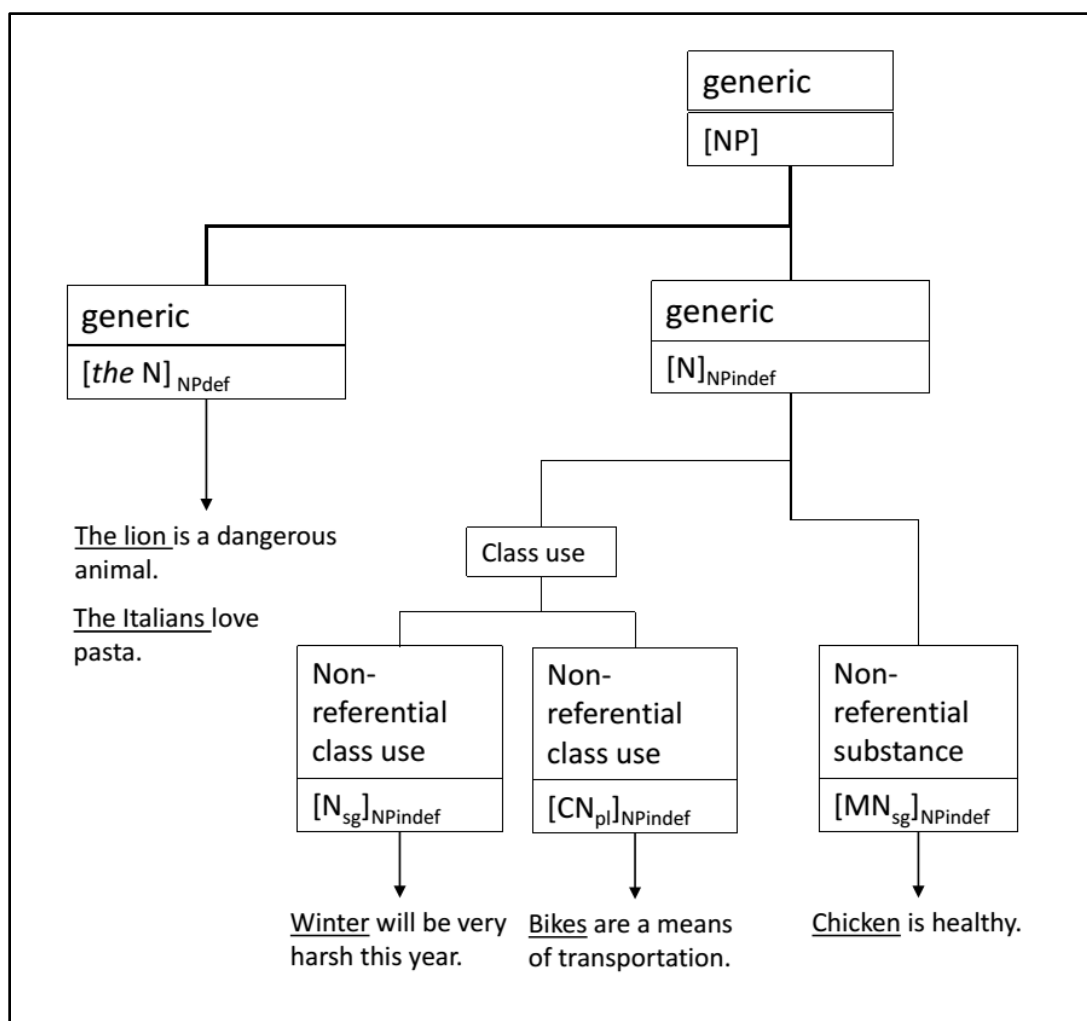 generic
[NP]
generic
[the N] NPdef
generic
[N]NPindef
The lion is a dangerous
animal.
The Italians love
pasta.
Class use
Non-
referential
class use
[Nsg]NPindef
Non-
referential
class use
[CNpl]NPindef
Non-
referential
substance
[MNsg]NPindef
Winter will be very
harsh this year.
Bikes are a means
of transportation.
Chicken is healthy.